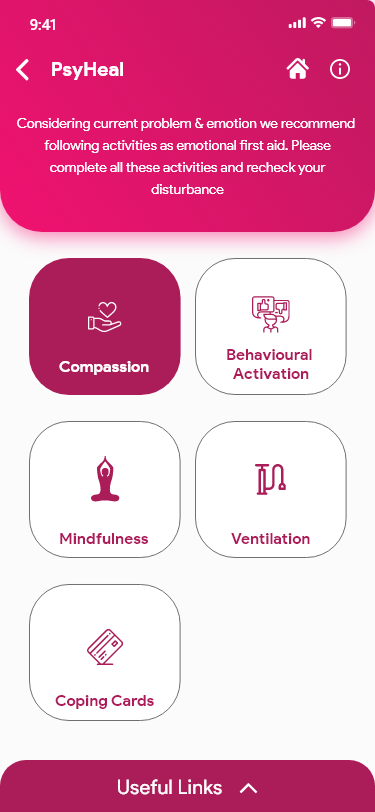 9:41
PsyHeal
Considering current problem & emotion we recommend
following activities as emotional first aid. Please
complete all these activities and recheck your
disturbance
Compassion
Behavioural
Activation
Mindfulness
Ventilation
Coping Cards
Useful Links